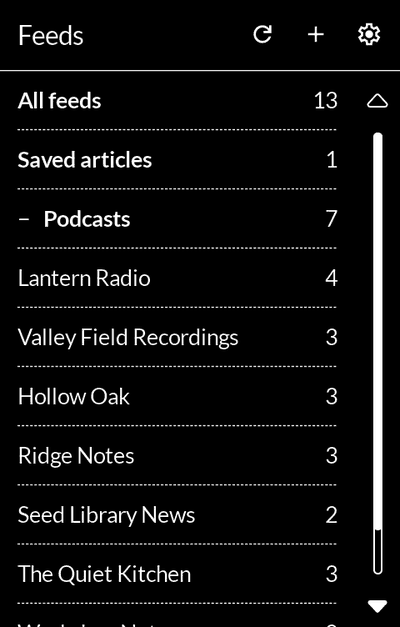 Feeds
All feeds 13
Saved articles 1
– Podcasts 7
Lantern Radio 4
Valley Field Recordings 3
Hollow Oak 3
Ridge Notes 3
Seed Library News 2
The Quiet Kitchen 3